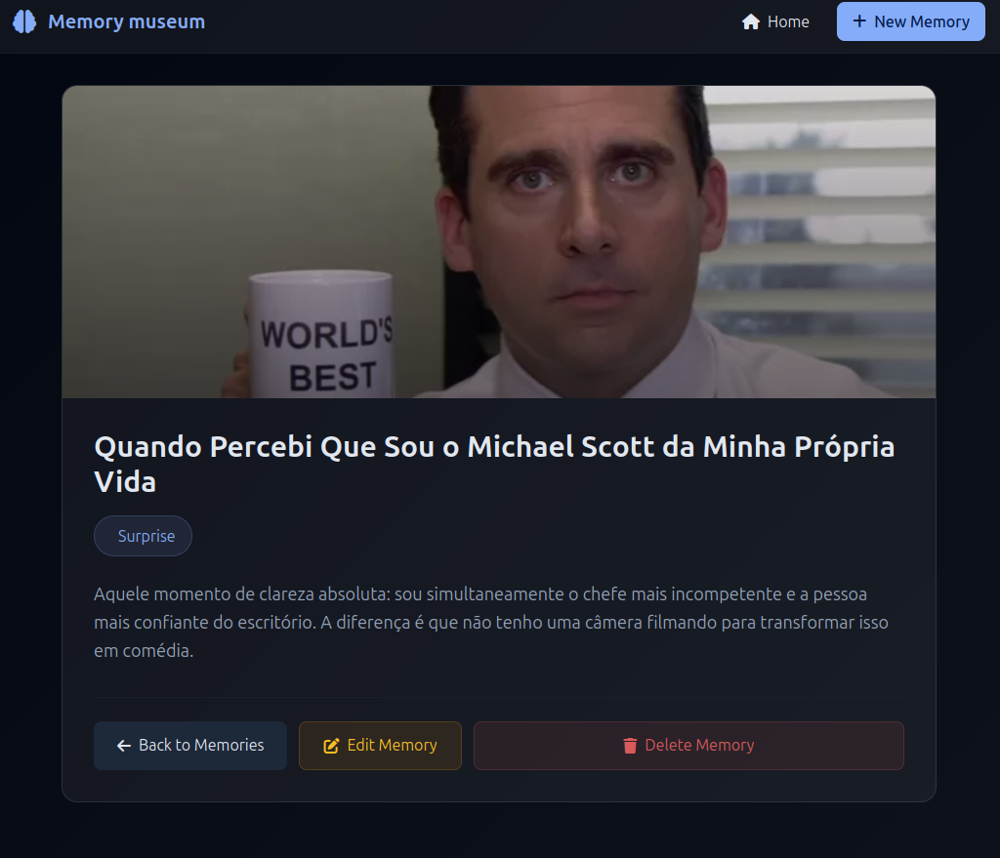 Memory museum
Home
New Memory
WORLD'S
BEST
Quando Percebi Que Sou o Michael Scott da Minha Própria
Vida
Surprise
Aquele momento de clareza absoluta: sou simultaneamente o chefe mais incompetente e a pessoa
mais confiante do escritório. A diferença é que não tenho uma câmera filmando para transformar isso
em comédia.
Back to Memories
Edit Memory
Delete Memory